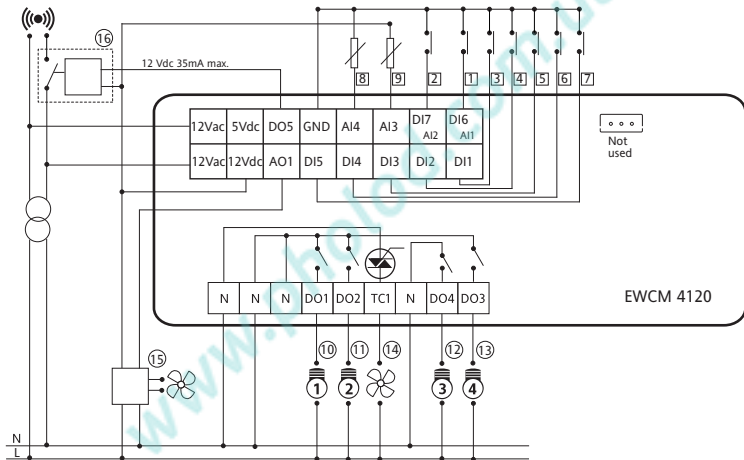 16
12 Vdc 35mA max.
8
9
2
1
3
4
5
6
7
12Vac 5Vdc DO5 GND AI4 AI3 DI7 AI2 DI6 AI1
12Vac 12Vdc AO1 DI5 DI4 DI3 DI2 DI1
Not
used
N N N DO1 DO2 TC1 N DO4 DO3
EWCM 4120
10
11
14
12
13
15
1
2
3
4
N
L
www.pholod.com.ua